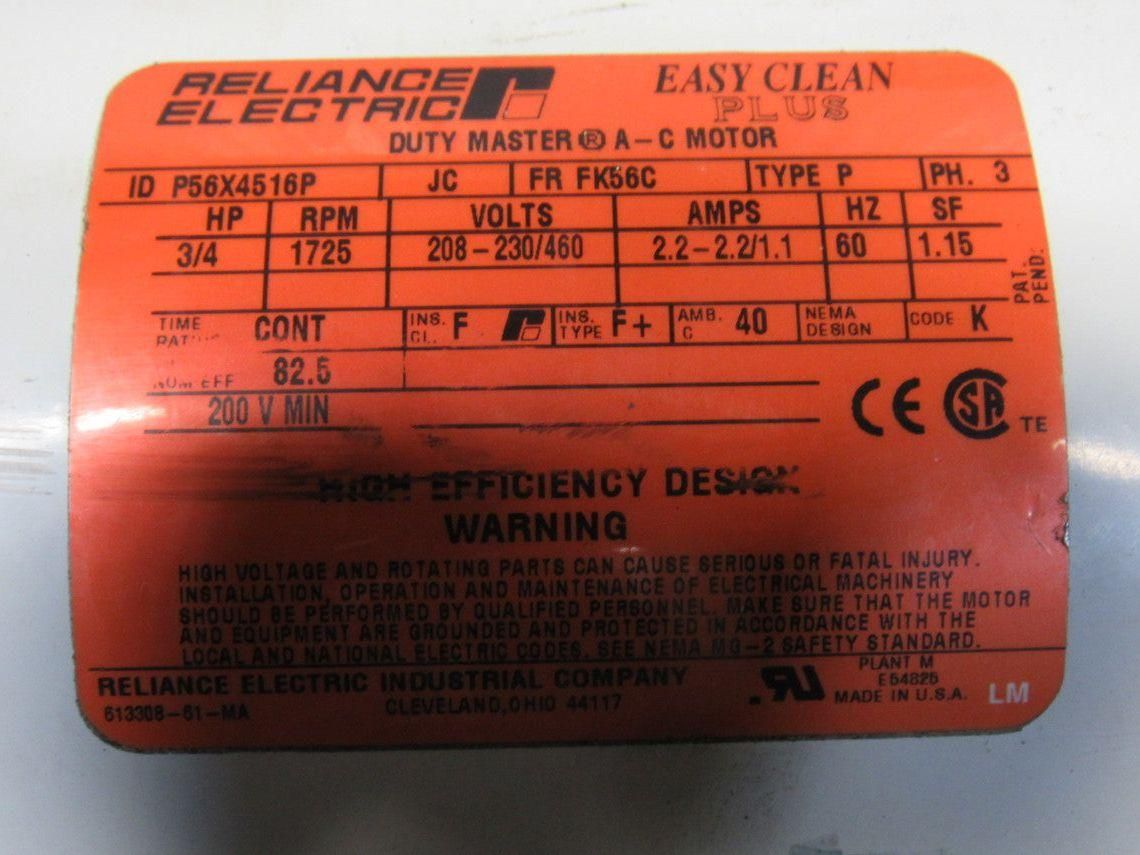 RELIANCE ELECTRIC
EASY CLEAN PLUS
DUTY MASTER ® A-C MOTOR
ID P56X4516P JC FR FK56C TYPE P PH. 3
HP RPM VOLTS AMPS HZ SF
3/4 1725 208-230/460 2.2-2.2/1.1 60 1.15
PAT. PEND.
TIME RATING CONT INS. CL. F INS. TYPE F+ AMB. C 40 NEMA DESIGN CODE K
EFF 82.5
200 V MIN
CE SA TE
HIGH EFFICIENCY DESIGN
WARNING
HIGH VOLTAGE AND ROTATING PARTS CAN CAUSE SERIOUS OR FATAL INJURY.
INSTALLATION, OPERATION AND MAINTENANCE OF ELECTRICAL MACHINERY
SHOULD BE PERFORMED BY QUALIFIED PERSONNEL. MAKE SURE THAT THE MOTOR
AND EQUIPMENT ARE GROUNDED AND PROTECTED IN ACCORDANCE WITH THE
LOCAL AND NATIONAL ELECTRIC CODES. SEE NEMA MG-2 SAFETY STANDARD.
RELIANCE ELECTRIC INDUSTRIAL COMPANY
613308-61-MA CLEVELAND, OHIO 44117
RU
PLANT M
E54825
MADE IN U.S.A. LM